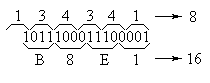 1 3 4 3 4 1 → 8
1011100011100001
B 8 E 1 → 16